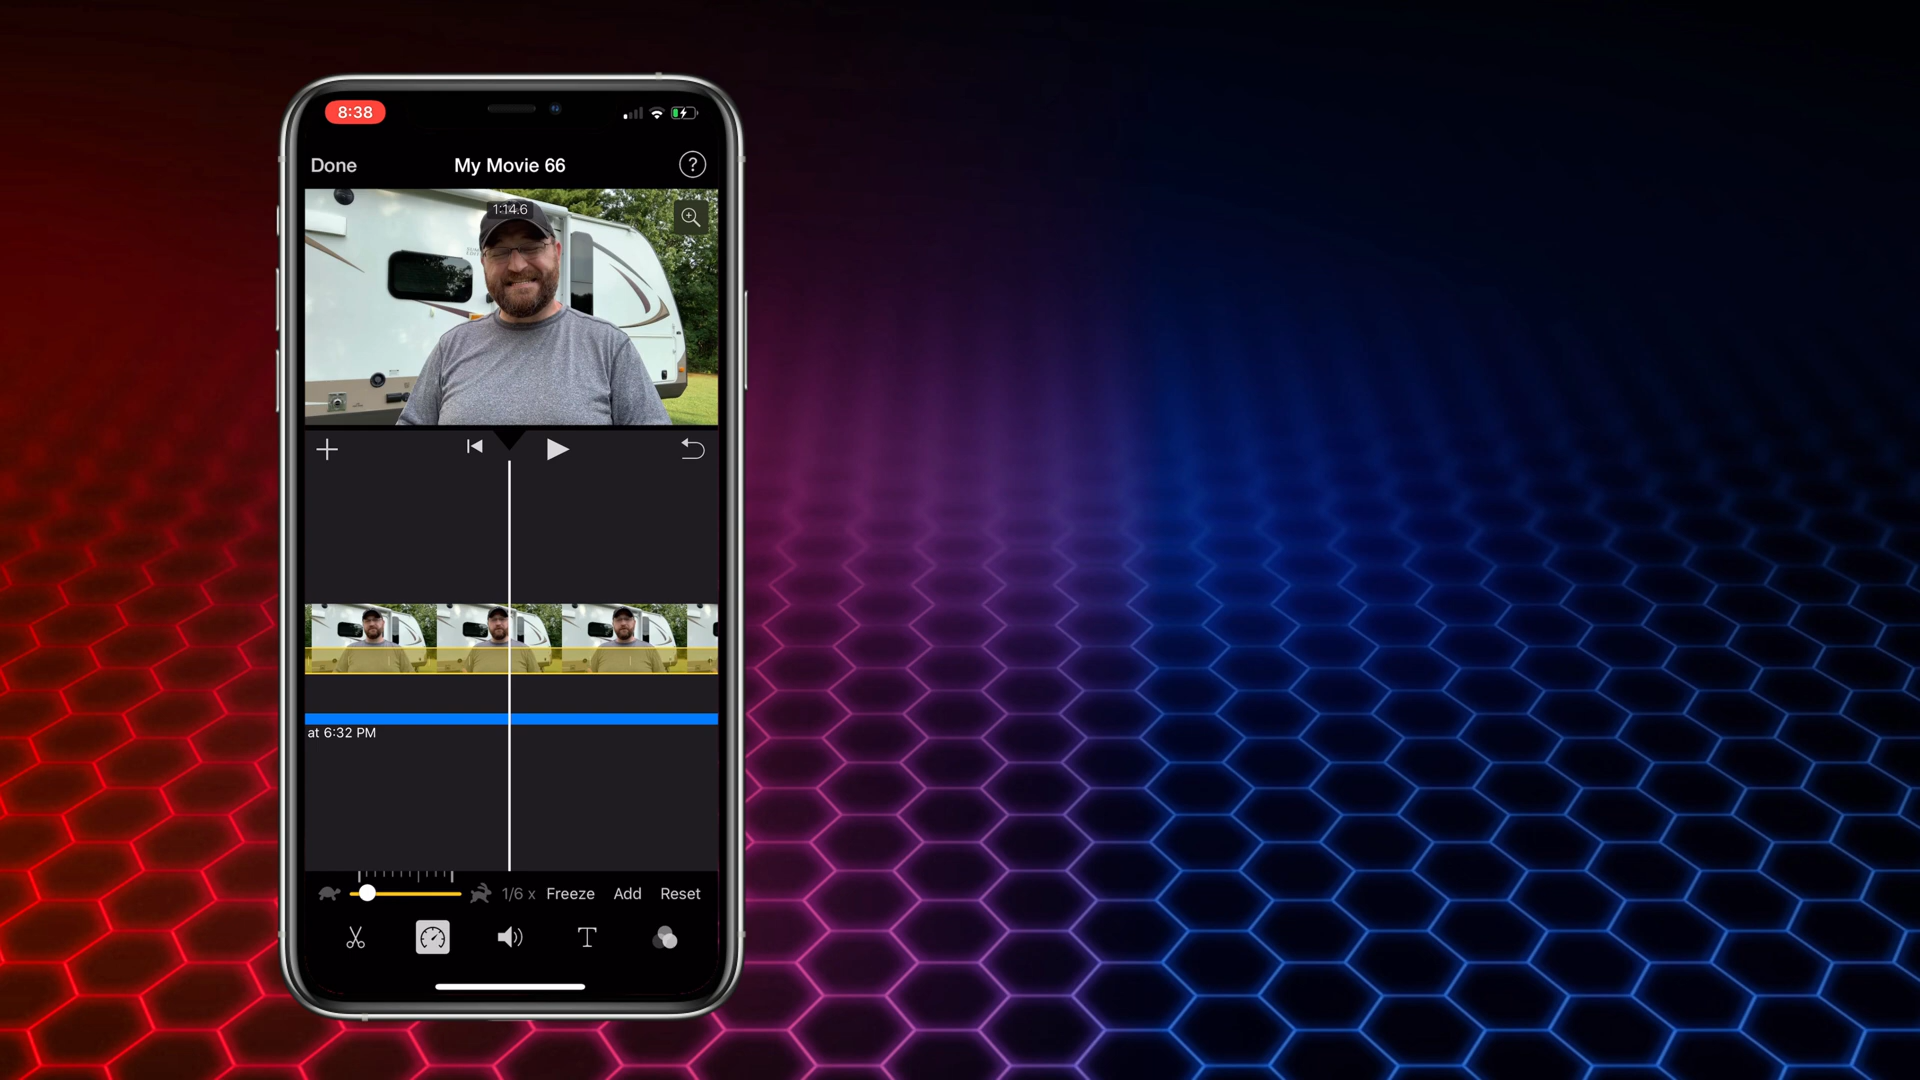 8:38
Done
My Movie 66
?
1:14.6
at 6:32 PM
1/6 x
Freeze
Add
Reset
T